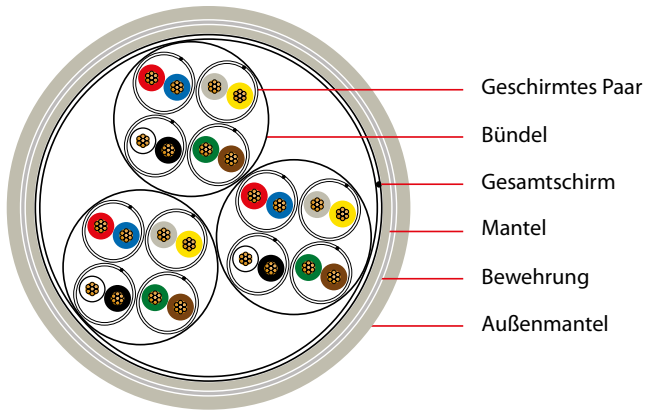 Geschirmtes Paar
Bündel
Gesamtschirm
Mantel
Bewehrung
Außenmantel